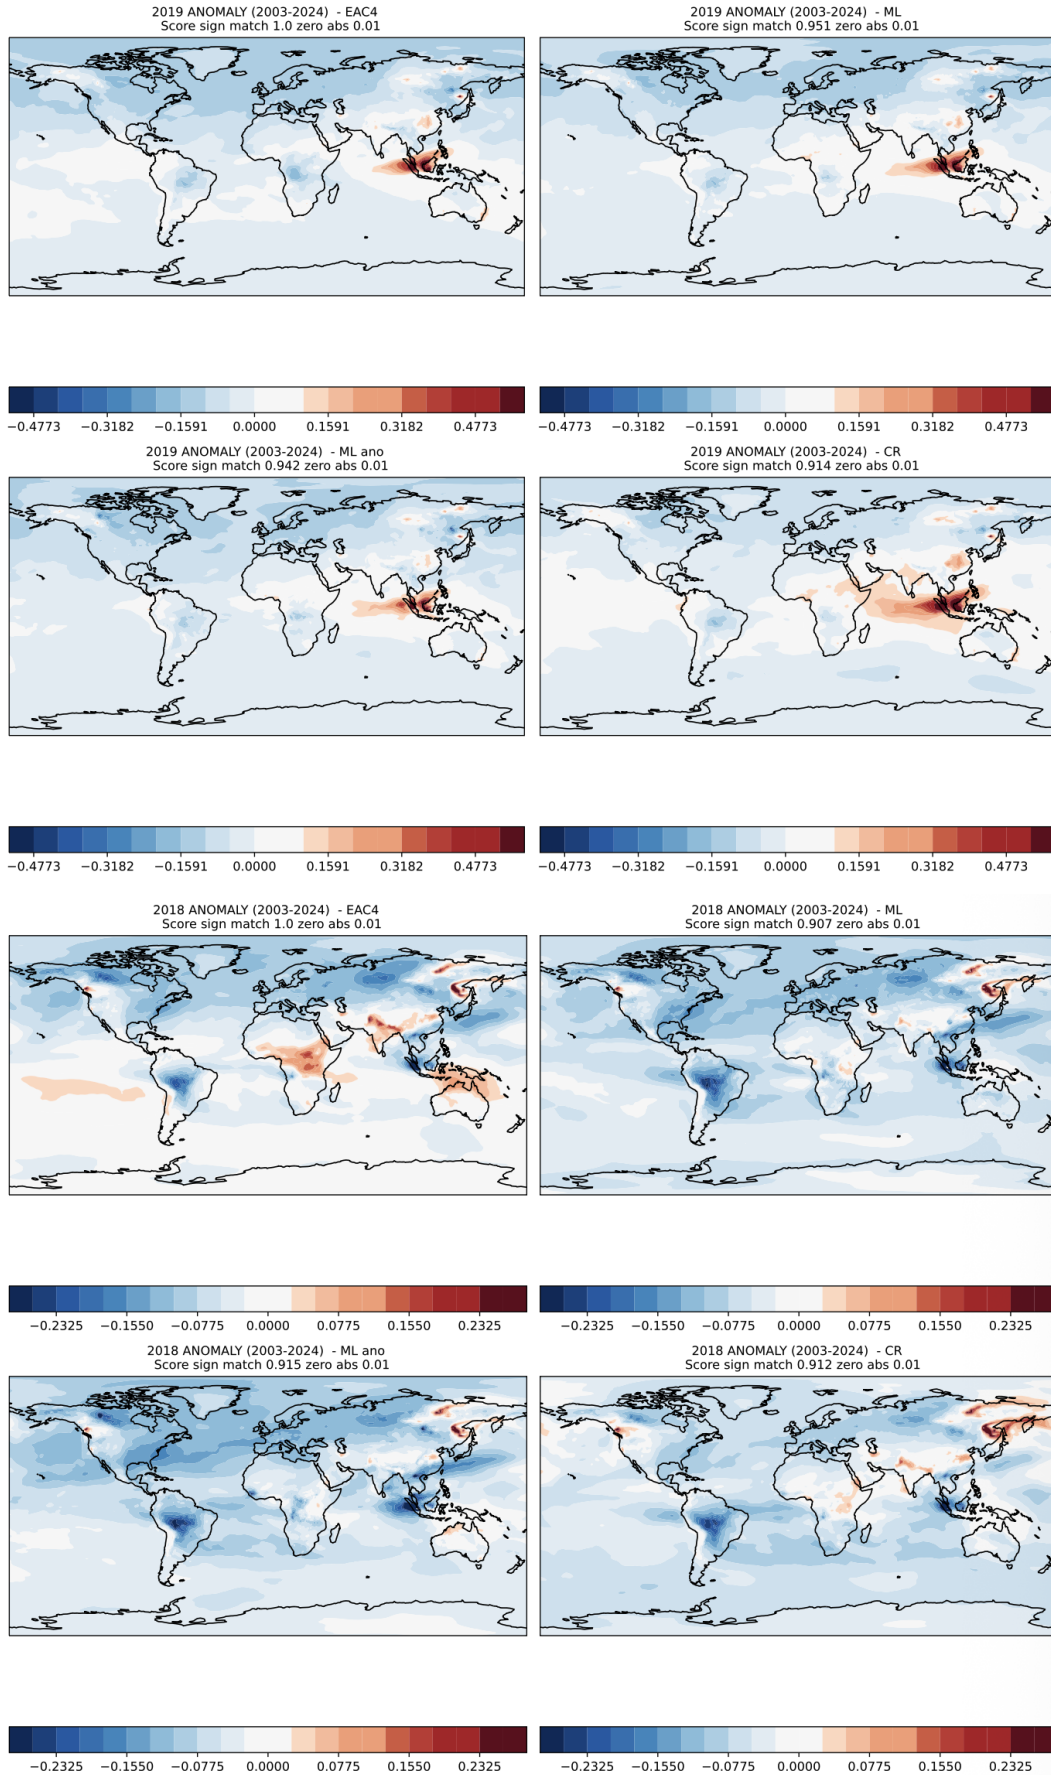 2019 ANOMALY (2003-2024)  - EAC4
Score sign match 1.0 zero abs 0.01
2019 ANOMALY (2003-2024)  - ML
Score sign match 0.951 zero abs 0.01
−0.4773 −0.3182 −0.1591 0.0000 0.1591 0.3182 0.4773
−0.4773 −0.3182 −0.1591 0.0000 0.1591 0.3182 0.4773
2019 ANOMALY (2003-2024)  - ML ano
Score sign match 0.942 zero abs 0.01
2019 ANOMALY (2003-2024)  - CR
Score sign match 0.914 zero abs 0.01
−0.4773 −0.3182 −0.1591 0.0000 0.1591 0.3182 0.4773
−0.4773 −0.3182 −0.1591 0.0000 0.1591 0.3182 0.4773
2018 ANOMALY (2003-2024)  - EAC4
Score sign match 1.0 zero abs 0.01
2018 ANOMALY (2003-2024)  - ML
Score sign match 0.907 zero abs 0.01
−0.2325 −0.1550 −0.0775 0.0000 0.0775 0.1550 0.2325
−0.2325 −0.1550 −0.0775 0.0000 0.0775 0.1550 0.2325
2018 ANOMALY (2003-2024)  - ML ano
Score sign match 0.915 zero abs 0.01
2018 ANOMALY (2003-2024)  - CR
Score sign match 0.912 zero abs 0.01
−0.2325 −0.1550 −0.0775 0.0000 0.0775 0.1550 0.2325
−0.2325 −0.1550 −0.0775 0.0000 0.0775 0.1550 0.2325